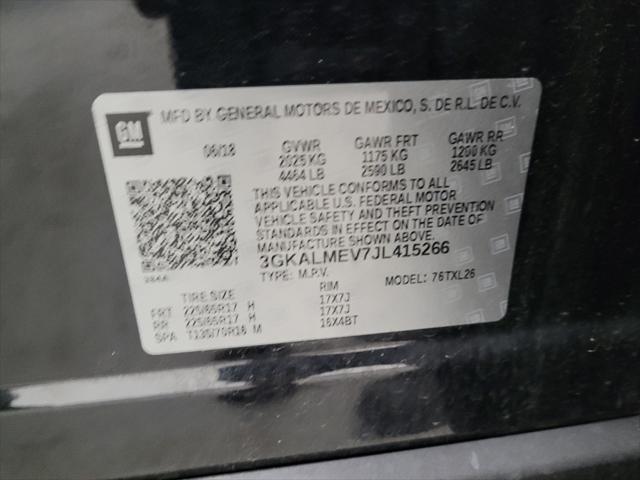 GM
MFD BY GENERAL MOTORS DE MEXICO, S. DE R.L. DE C.V.
06/18 GVWR GAWR FRT GAWR RR
2025 KG 1175 KG 1200 KG
4464 LB 2590 LB 2645 LB
THIS VEHICLE CONFORMS TO ALL
APPLICABLE U.S. FEDERAL MOTOR
VEHICLE SAFETY AND THEFT PREVENTION
STANDARDS IN EFFECT ON THE DATE OF
MANUFACTURE SHOWN ABOVE.
3GKALMEV7JL415266
TYPE: M.P.V. MODEL: 76TXL26
TIRE SIZE RIM
FRT 225/65R17 H 17X7J
RR 225/65R17 H 17X7J
SPA T135/70R16 M 16X4BT